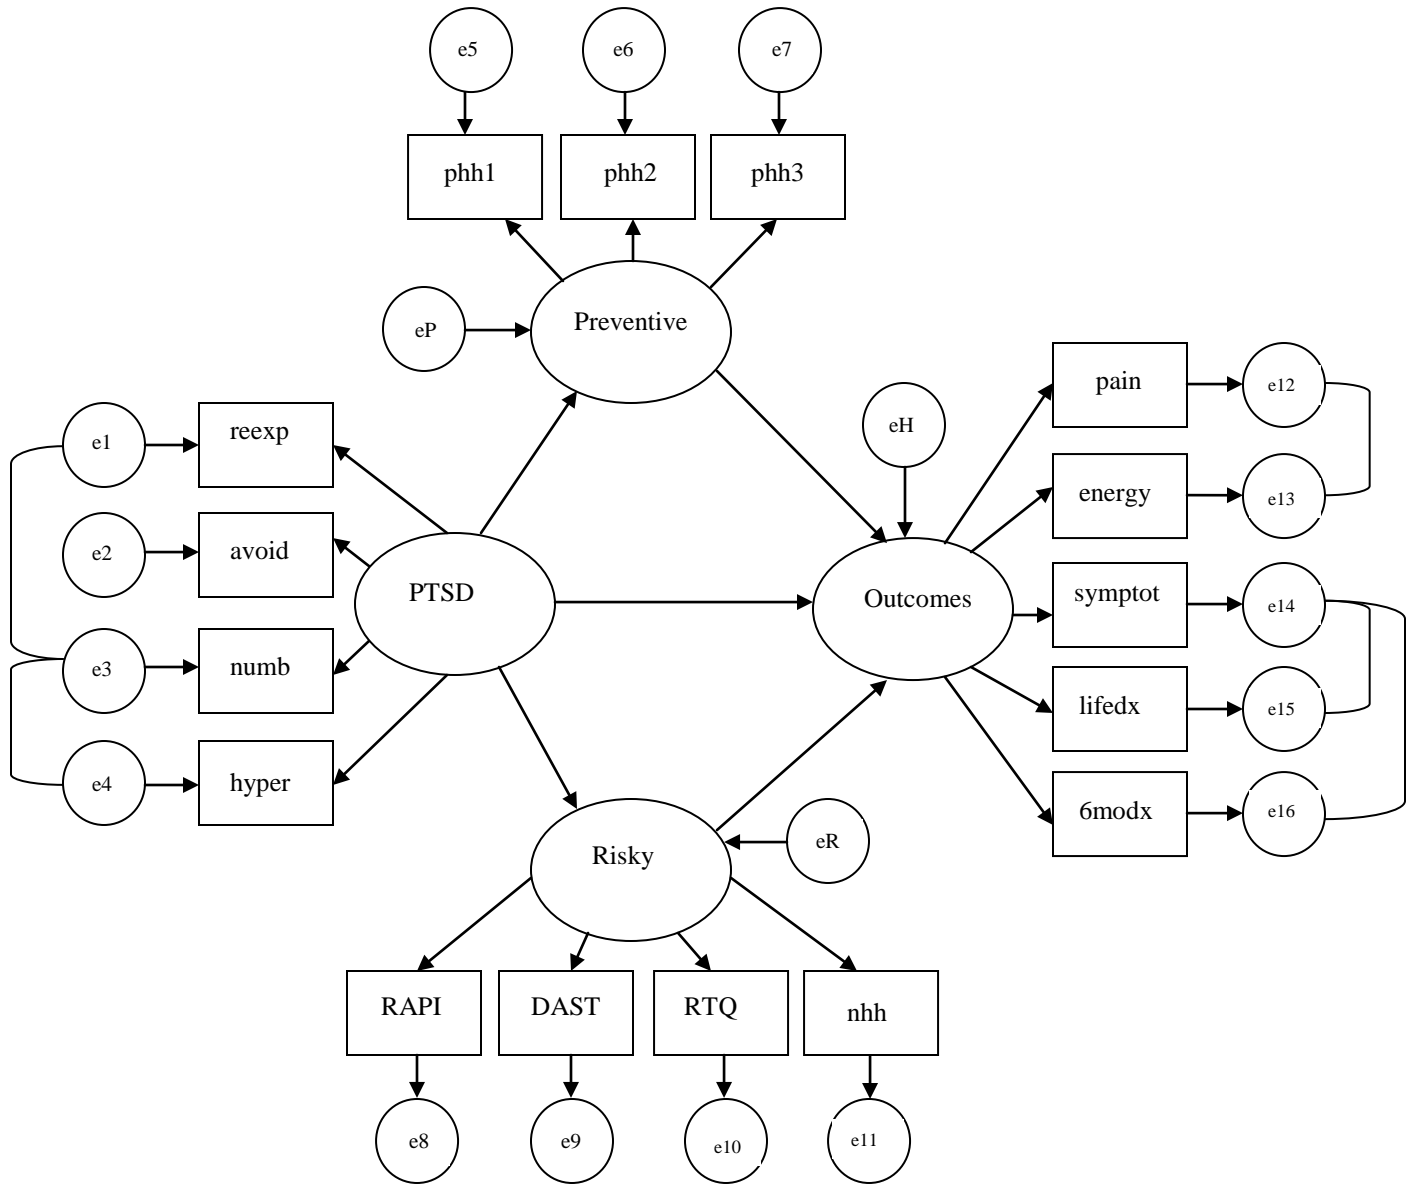 e5
e6
e7
phh1
phh2
phh3
eP
Preventive
pain
e12
eH
e1
reexp
energy
e13
e2
avoid
PTSD
Outcomes
symptot
e14
e3
numb
lifedx
e15
e4
hyper
6modx
e16
Risky
eR
RAPI
DAST
RTQ
nhh
e8
e9
e10
e11